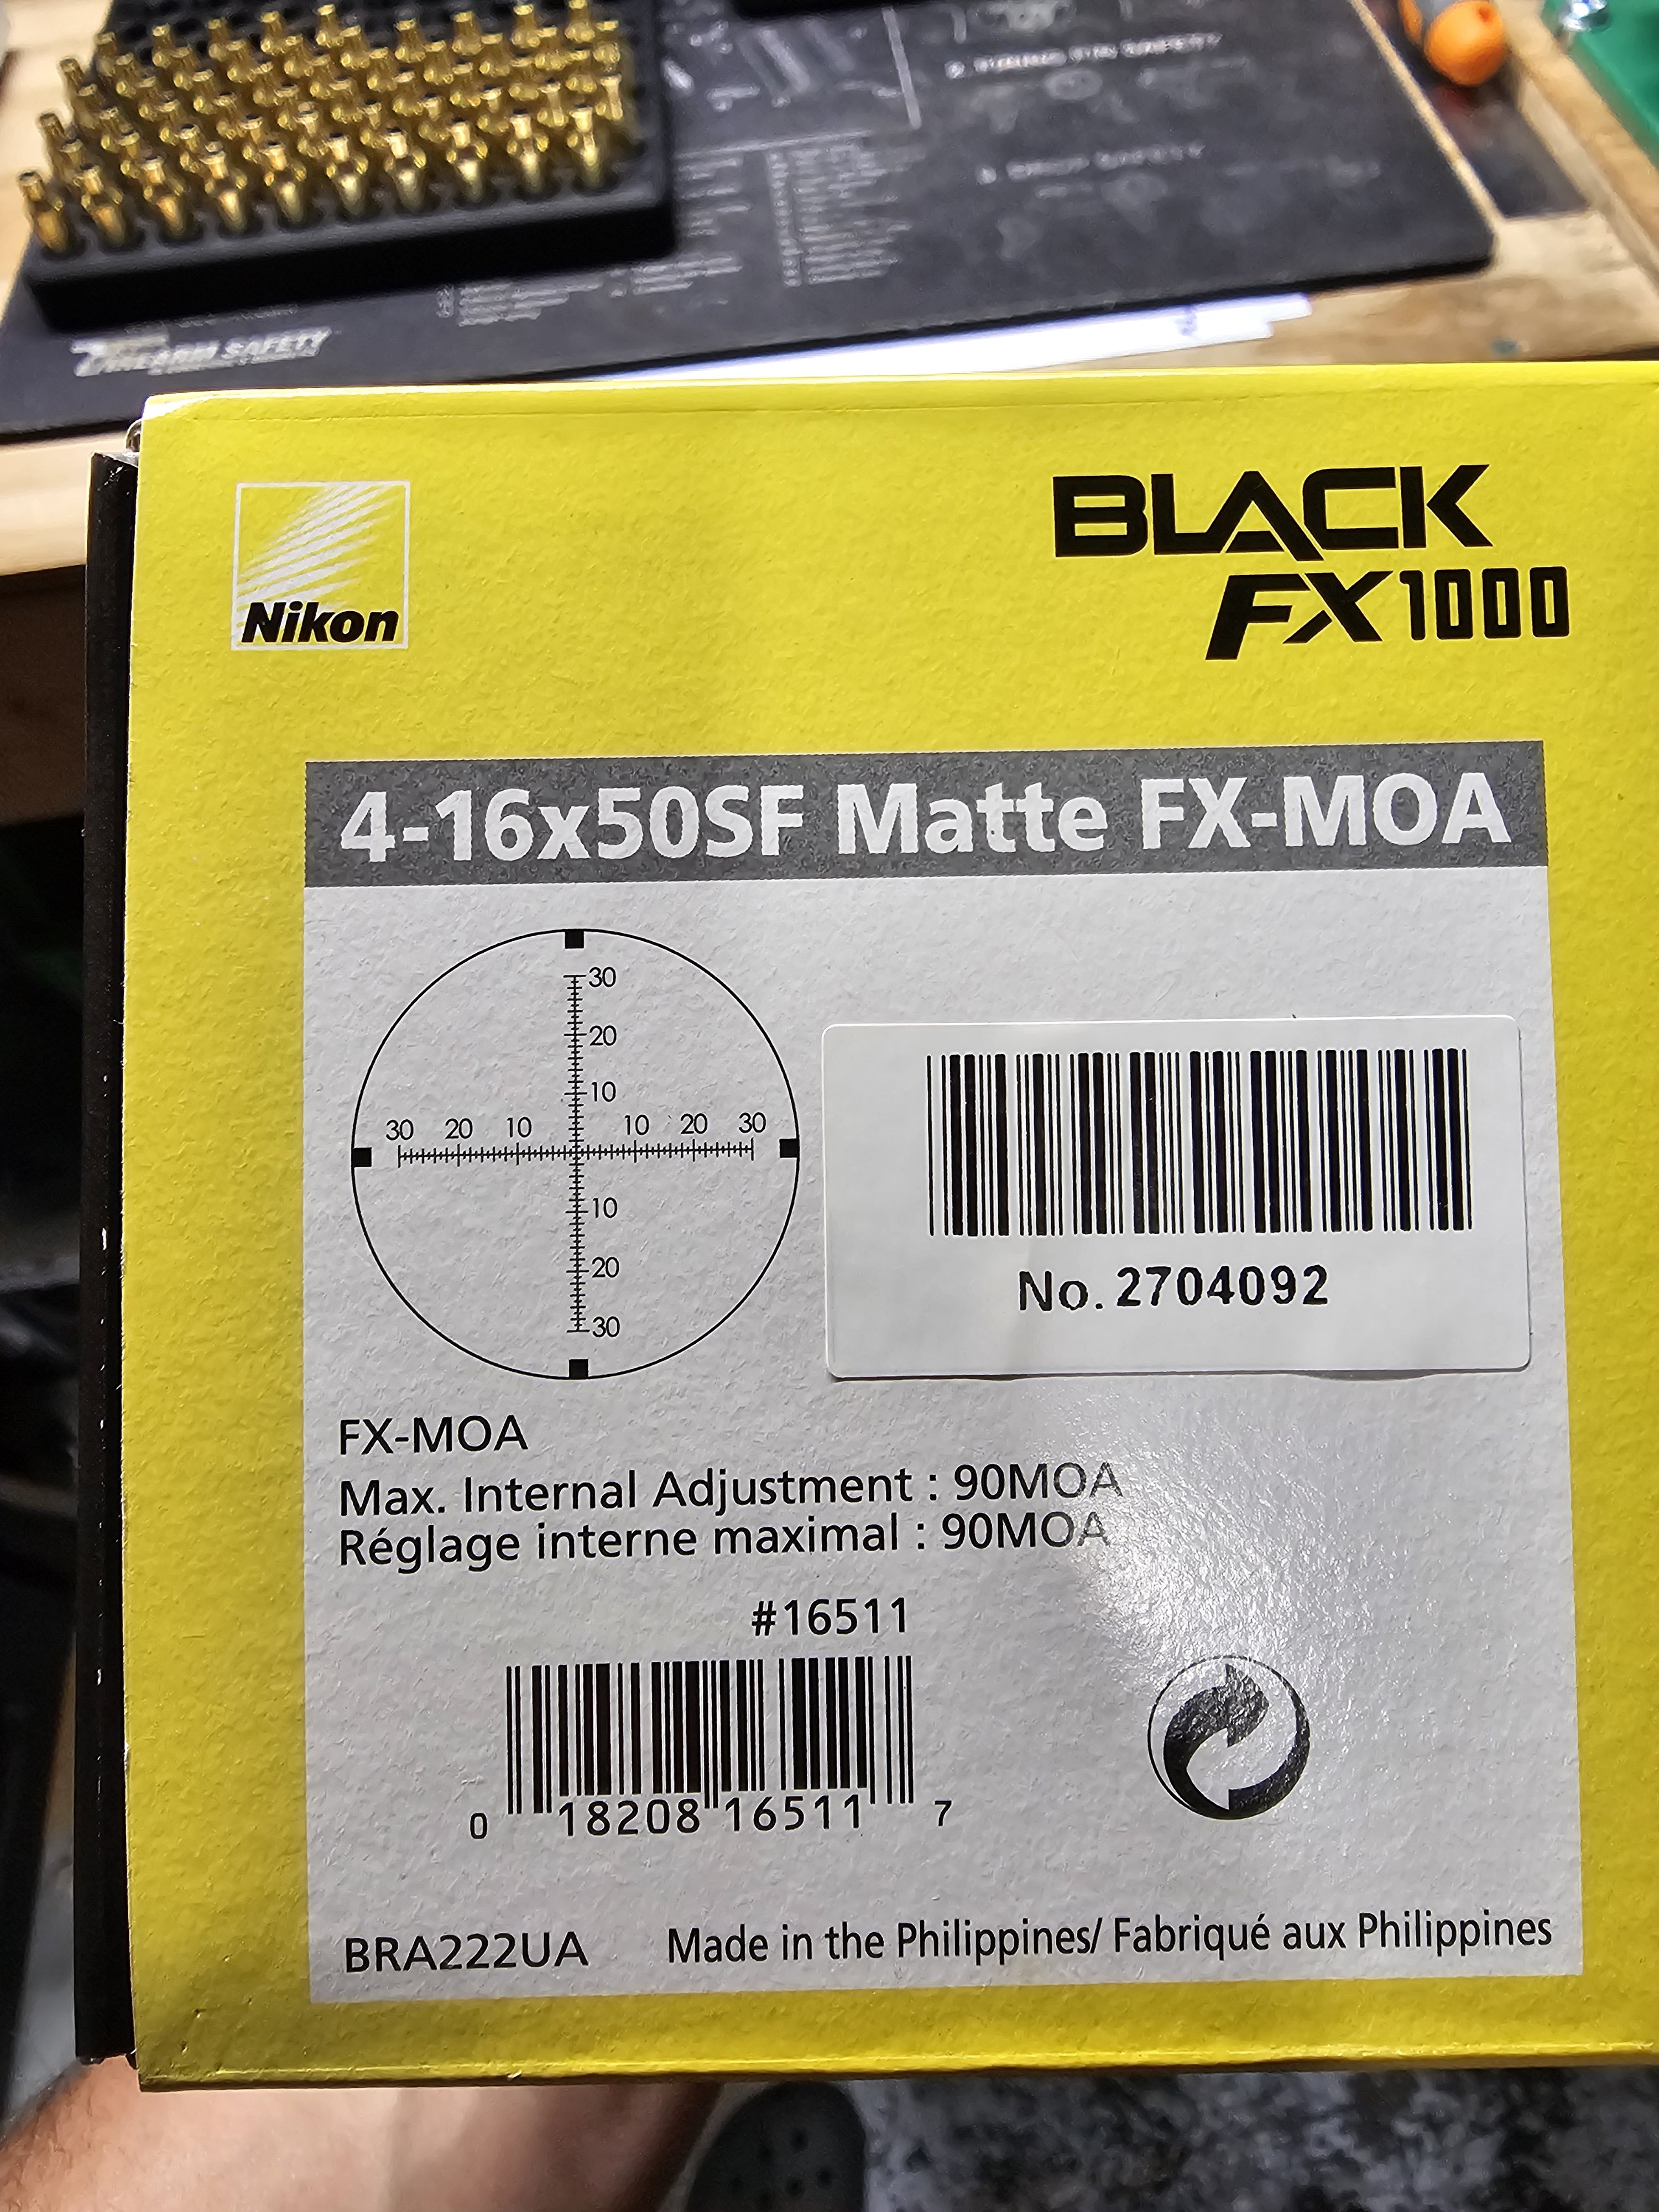 FIREARM SAFETY
Nikon
BLACK
FX1000
4-16x50SF Matte FX-MOA
30
20
10
30 20 10 10 20 30
10
20
30
No. 2704092
FX-MOA
Max. Internal Adjustment : 90MOA
Réglage interne maximal : 90MOA
#16511
0 18208 16511 7
BRA222UA Made in the Philippines/ Fabriqué aux Philippines